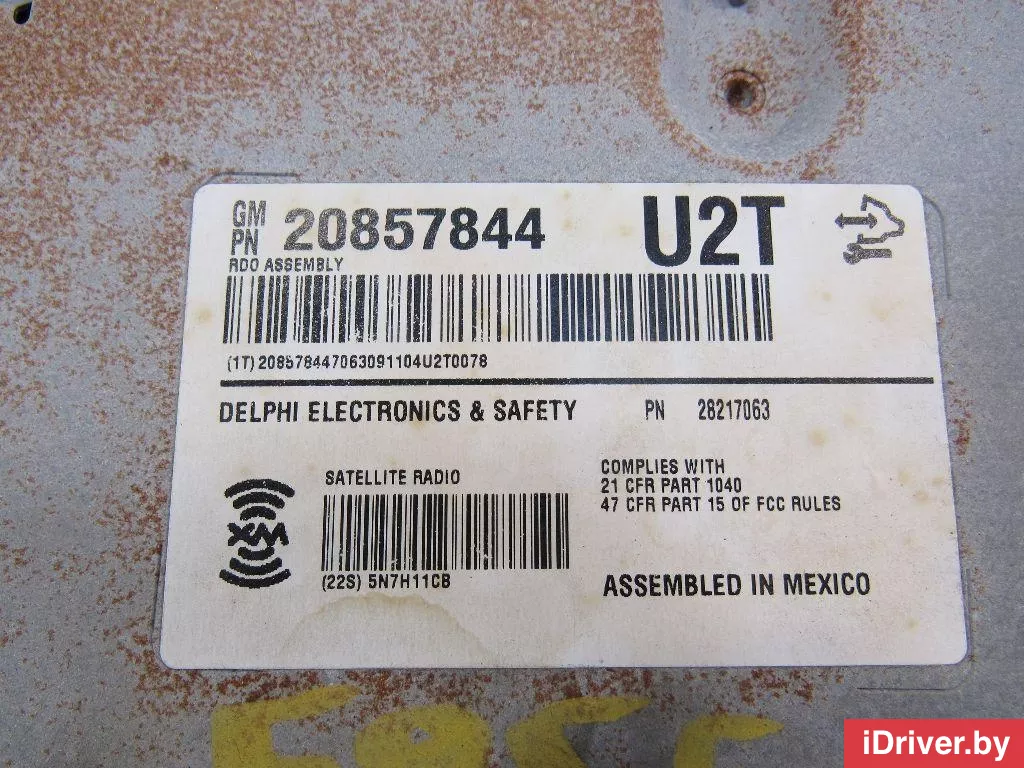 GM
PN 20857844 U2T
RDO ASSEMBLY
(1T) 208578447063091104U2T0078
DELPHI ELECTRONICS & SAFETY PN 28217063
SATELLITE RADIO
COMPLIES WITH
21 CFR PART 1040
47 CFR PART 15 OF FCC RULES
XM
(22S) 5N7H11CB
ASSEMBLED IN MEXICO
iDriver.by